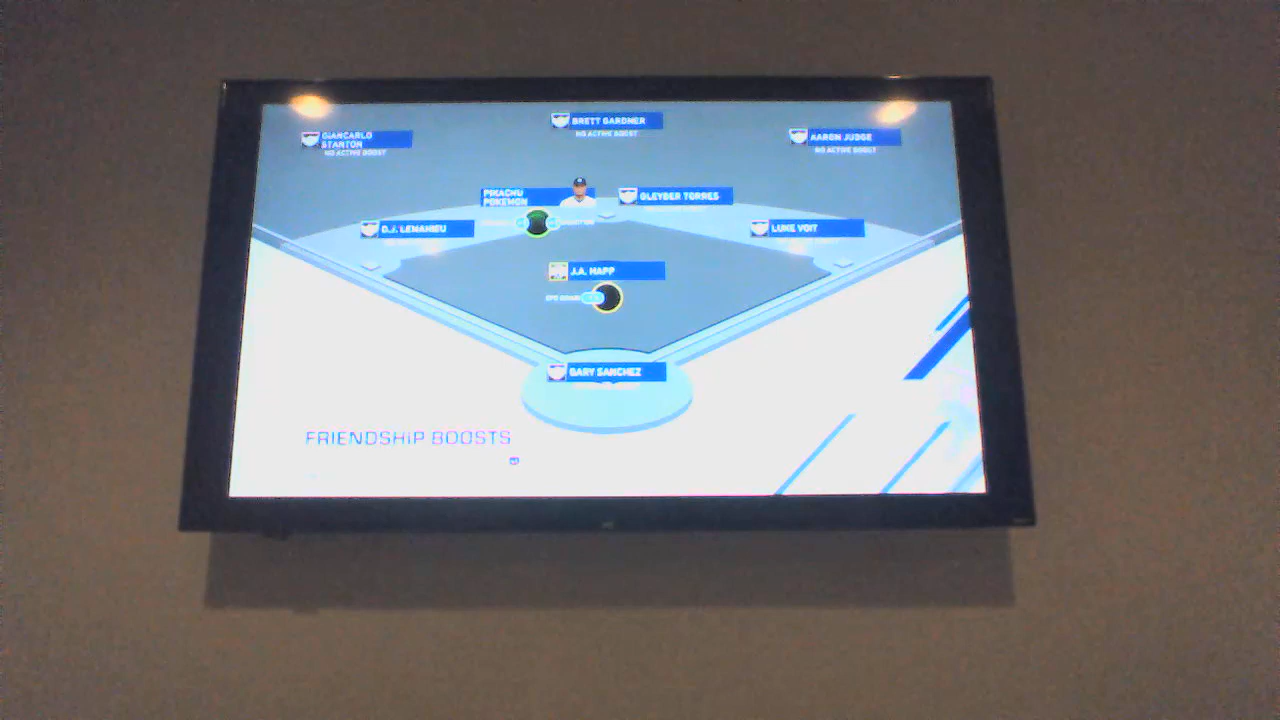 BRETT GARDNER
NO ACTIVE BOOST
GIANCARLO
STANTON
NO ACTIVE BOOST
AARON JUDGE
NO ACTIVE BOOST
PIKACHU
POKEMON
GLEYBER TORRES
D.J. LEMAHIEU
LUKE VOIT
J.A. HAPP
GARY SANCHEZ
FRIENDSHIP BOOSTS